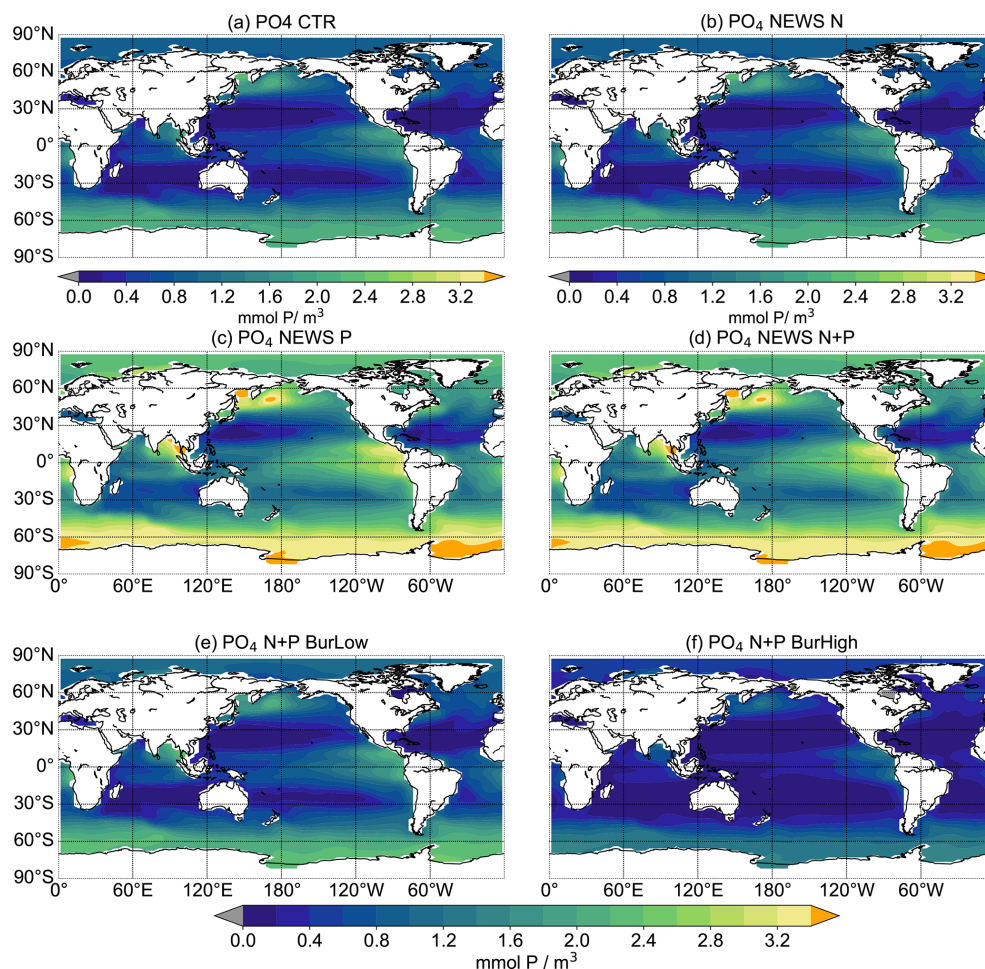 (a) PO4 CTR
(b) PO₄ NEWS N
90°N
60°N
30°N
0°
30°S
60°S
90°S
0.0 0.4 0.8 1.2 1.6 2.0 2.4 2.8 3.2
mmol P/ m³
0.0 0.4 0.8 1.2 1.6 2.0 2.4 2.8 3.2
mmol P/ m³
(c) PO₄ NEWS P
(d) PO₄ NEWS N+P
90°N
60°N
30°N
0°
30°S
60°S
90°S
0° 60°E 120°E 180° 120°W 60°W
0° 60°E 120°E 180° 120°W 60°W
(e) PO₄ N+P BurLow
(f) PO₄ N+P BurHigh
90°N
60°N
30°N
0°
30°S
60°S
90°S
0° 60°E 120°E 180° 120°W 60°W
0° 60°E 120°E 180° 120°W 60°W
0.0 0.4 0.8 1.2 1.6 2.0 2.4 2.8 3.2
mmol P/ m³